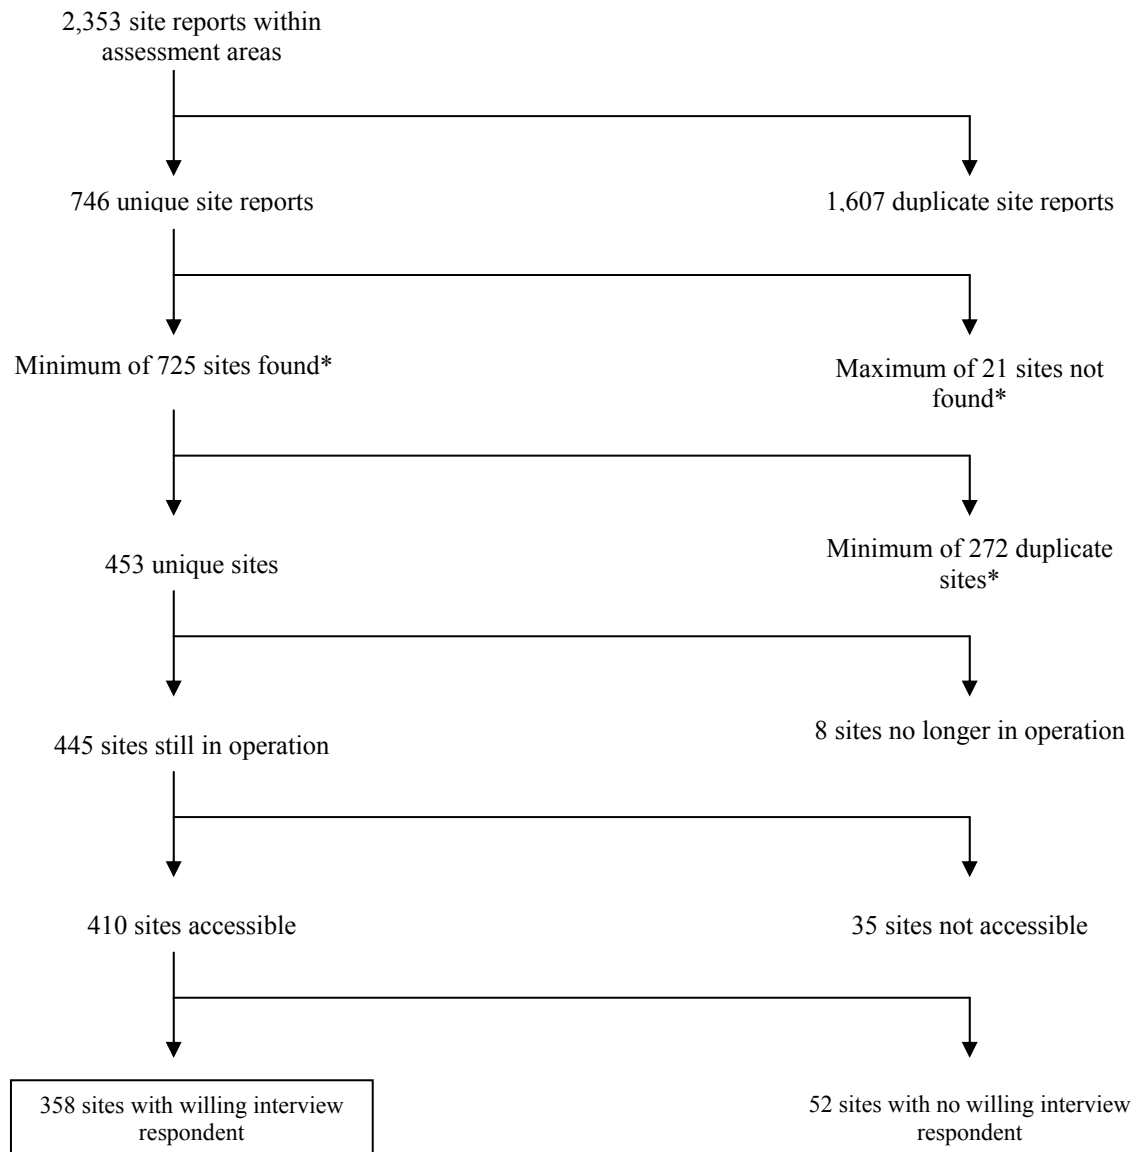 2,353 site reports within
assessment areas
746 unique site reports
1,607 duplicate site reports
Minimum of 725 sites found*
Maximum of 21 sites not
found*
453 unique sites
Minimum of 272 duplicate
sites*
445 sites still in operation
8 sites no longer in operation
410 sites accessible
35 sites not accessible
358 sites with willing interview
respondent
52 sites with no willing interview
respondent